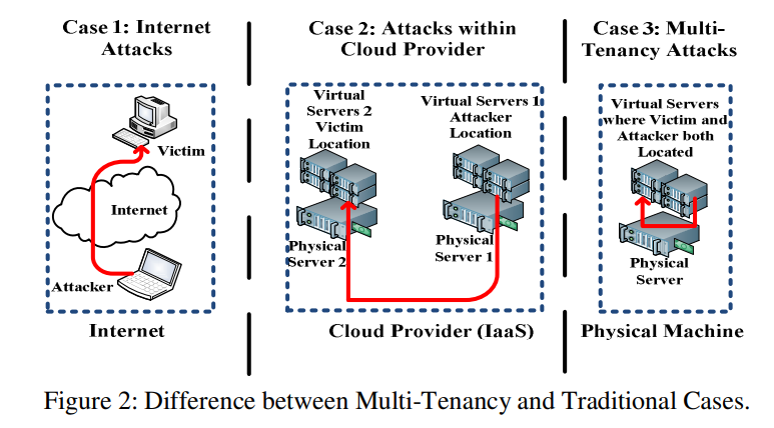 Case 1: Internet
Attacks
Victim
Internet
Attacker
Internet
Case 2: Attacks within
Cloud Provider
Virtual
Servers 2
Victim
Location
Virtual Servers 1
Attacker
Location
Physical
Server 2
Physical
Server 1
Cloud Provider (IaaS)
Case 3: Multi-
Tenancy Attacks
Virtual Servers
where Victim and
Attacker both
Located
Physical
Server
Physical Machine
Figure 2: Difference between Multi-Tenancy and Traditional Cases.